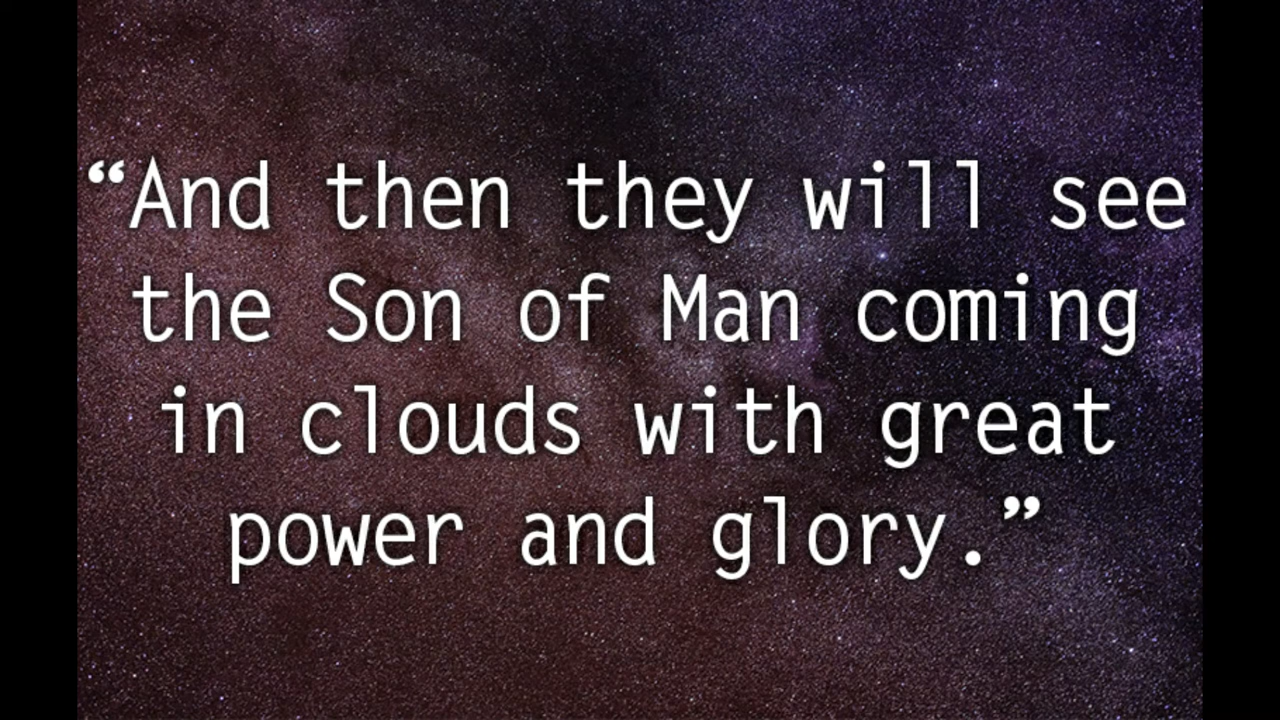 “And then they will see
the Son of Man coming
in clouds with great
power and glory.”